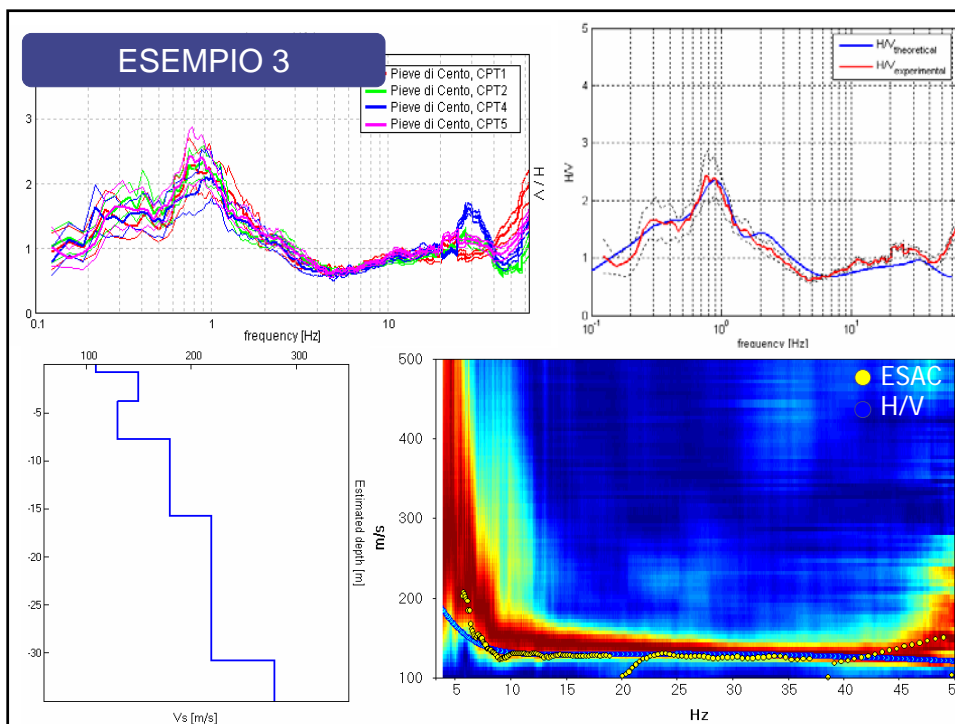 ESEMPIO 3
Pieve di Cento, CPT1
Pieve di Cento, CPT2
Pieve di Cento, CPT4
Pieve di Cento, CPT5
3
2
1
0
0.1
1
10
frequency [Hz]
H / V
H/V theoretical
H/V experimental
5
4
3
2
1
0
H/V
10^-1
10^0
10^1
frequency [Hz]
100
200
300
-5
-10
-15
-20
-25
-30
Estimated depth [m]
Vs [m/s]
ESAC
H/V
500
400
300
200
100
m/s
5
10
15
20
25
30
35
40
45
Hz